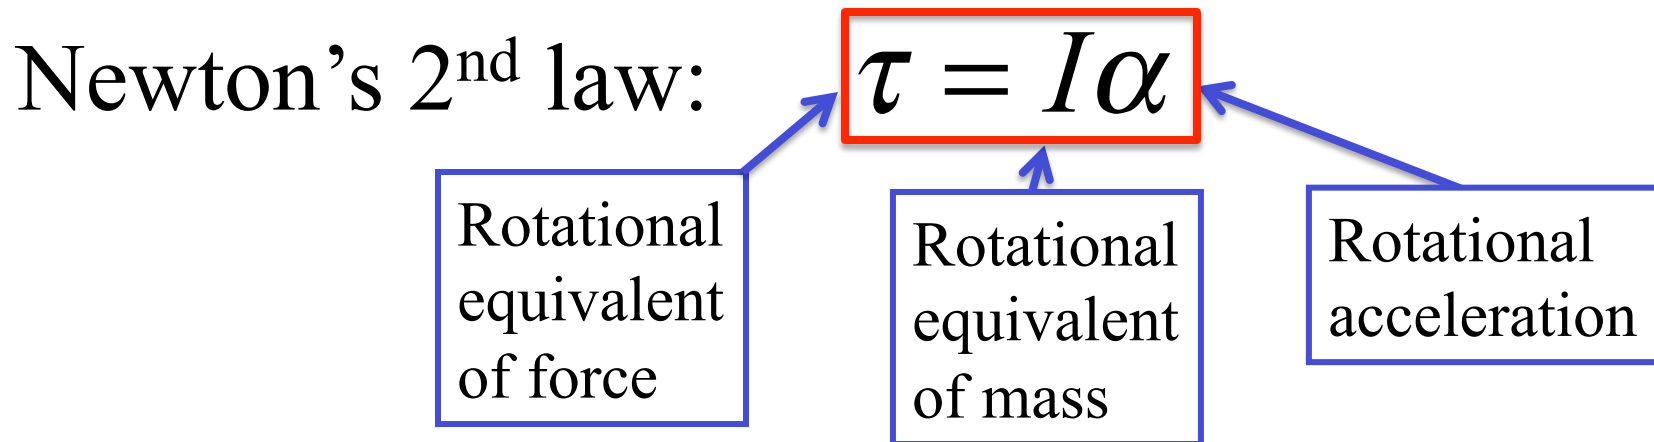 Newton’s 2nd law: τ = Iα
Rotational
equivalent
of force
Rotational
equivalent
of mass
Rotational
acceleration